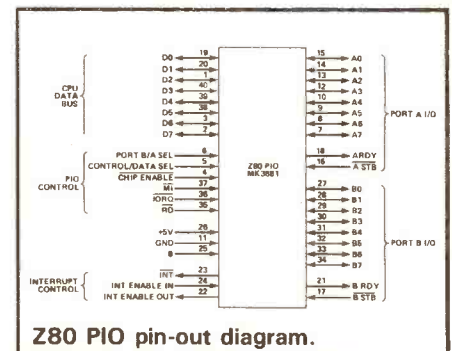 D0 19 15 A0
D1 20 14 A1
D2 1 13 A2
CPU DATA BUS
D3 40 12 A3
D4 39 10 A4
D5 38 9 A5
D6 3 8 A6
D7 2 7 A7
PORT A I/O
PORT B/A SEL 6 18 ARDY
CONTROL/DATA SEL 5 16 A STB
PIO CONTROL
CHIP ENABLE 4
Z80 PIO
MK3881
M1 37 27 B0
IORQ 36 28 B1
RD 35 29 B2
30 B3
+5V 26 31 B4
GND 11 32 B5
25 33 B6
34 B7
PORT B I/O
INT 23
INTERRUPT CONTROL
INT ENABLE IN 24 21 B RDY
INT ENABLE OUT 22 17 B STB
Z80 PIO pin-out diagram.